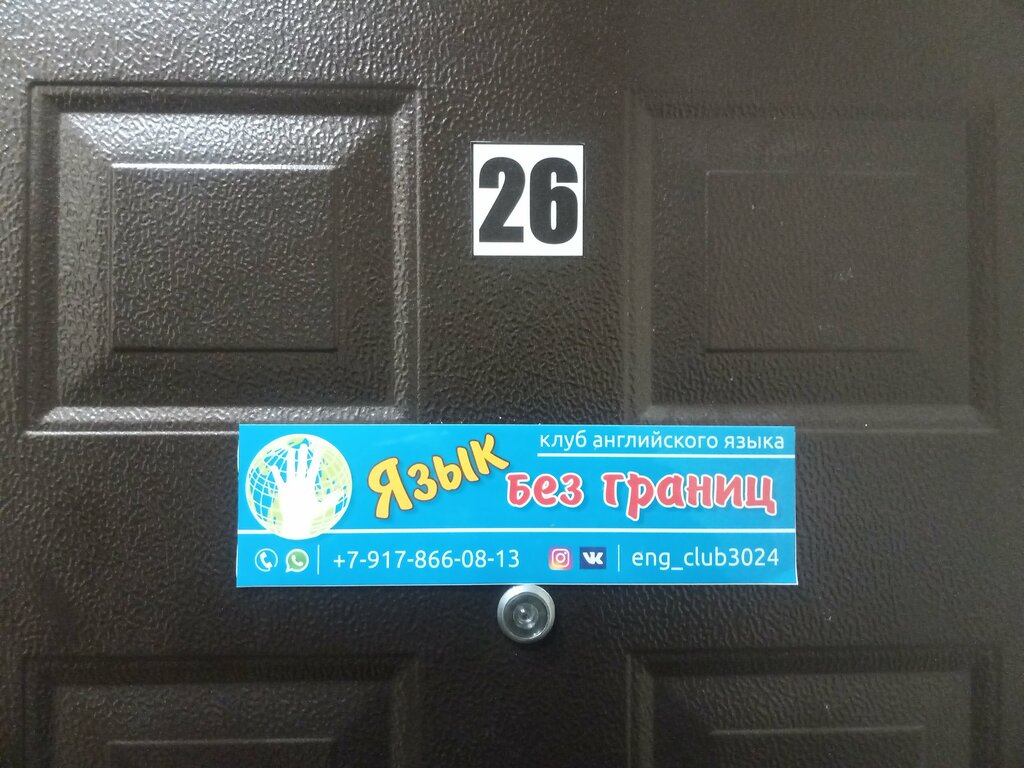 26
клуб английского языка
Язык без границ
+7-917-866-08-13
eng_club3024